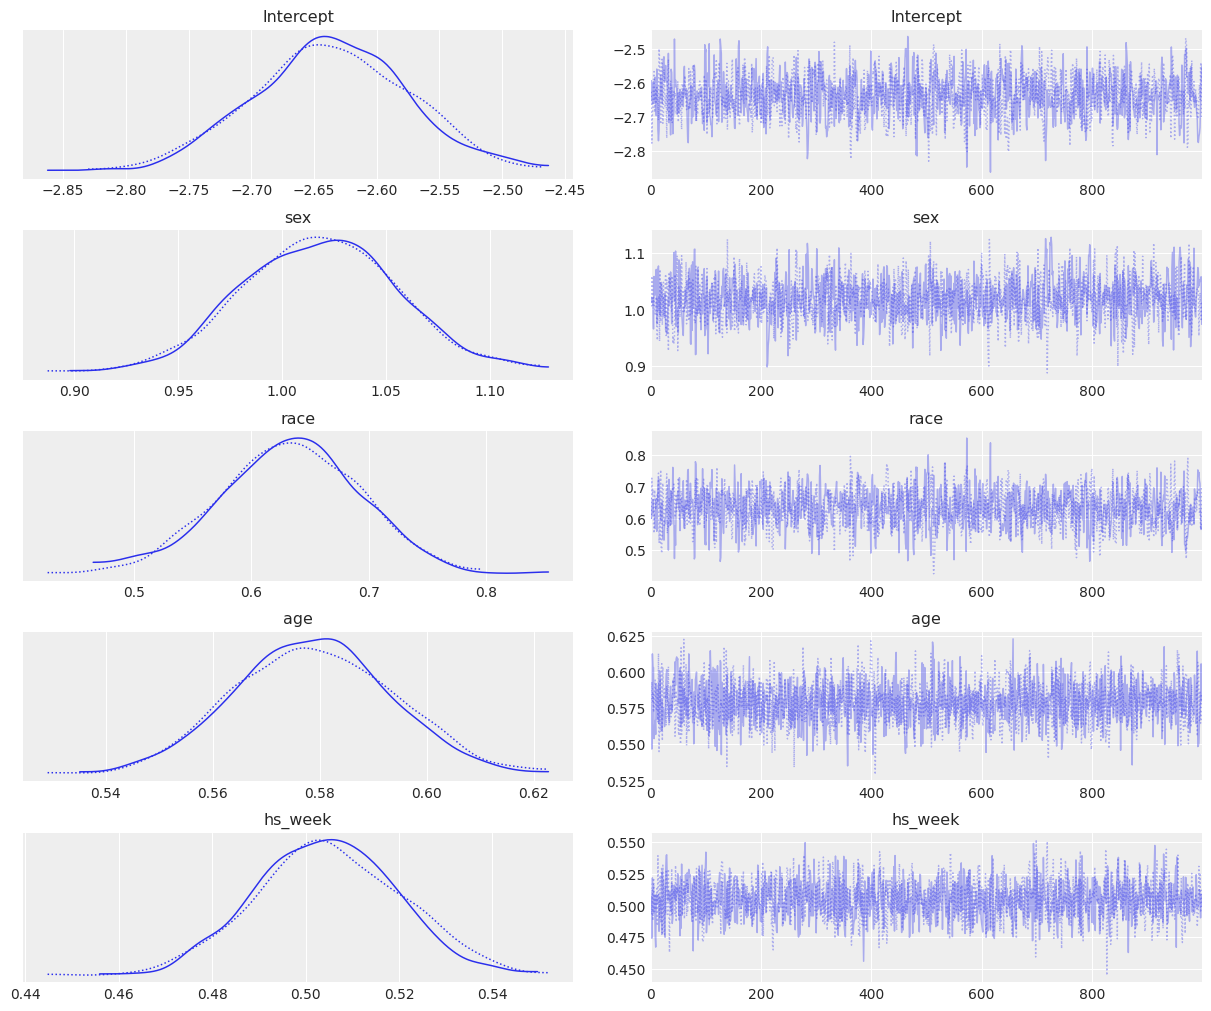 Intercept
Intercept
−2.85 −2.80 −2.75 −2.70 −2.65 −2.60 −2.55 −2.50 −2.45
−2.5
−2.6
−2.7
−2.8
0 200 400 600 800
sex
sex
0.90 0.95 1.00 1.05 1.10
1.1
1.0
0.9
0 200 400 600 800
race
race
0.5 0.6 0.7 0.8
0.8
0.7
0.6
0.5
0 200 400 600 800
age
age
0.54 0.56 0.58 0.60 0.62
0.625
0.600
0.575
0.550
0.525
0 200 400 600 800
hs_week
hs_week
0.44 0.46 0.48 0.50 0.52 0.54
0.550
0.525
0.500
0.475
0.450
0 200 400 600 800